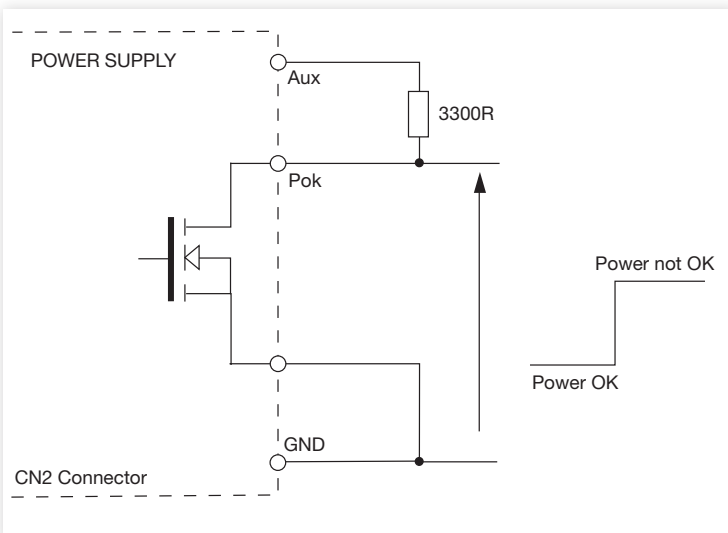 POWER SUPPLY
Aux
3300R
Pok
Power not OK
Power OK
GND
CN2 Connector